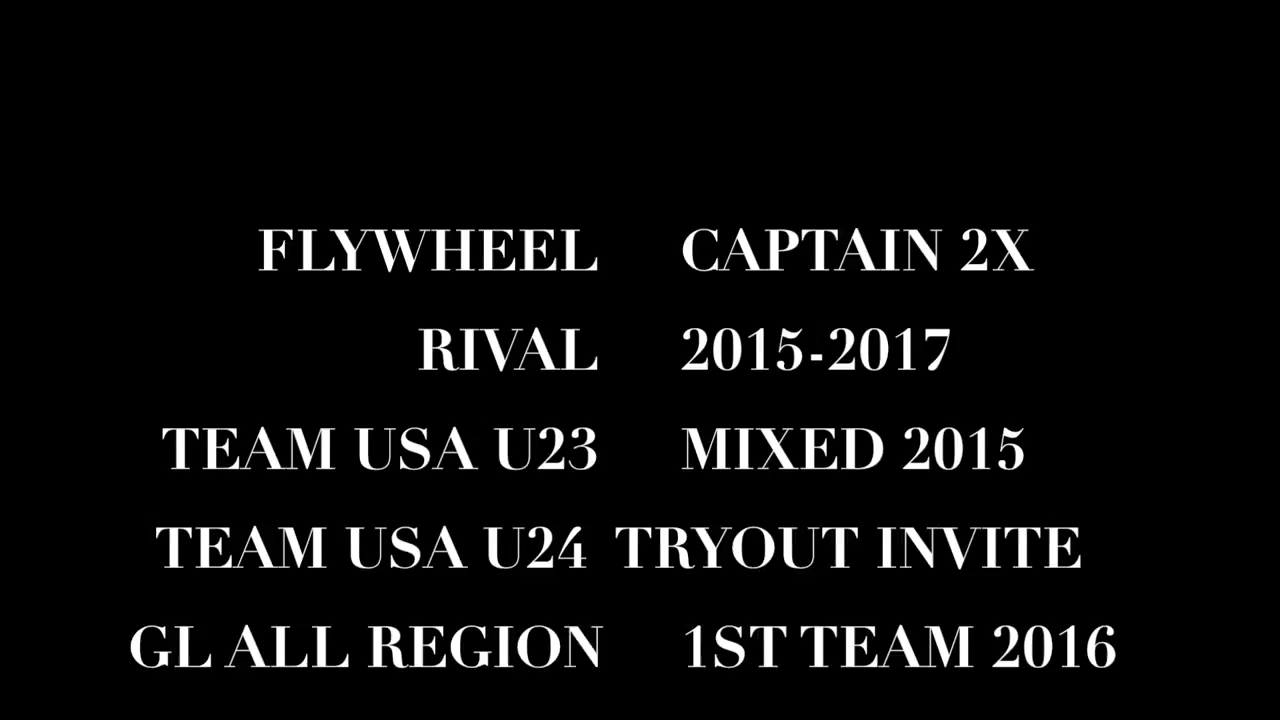 FLYWHEEL CAPTAIN 2X
RIVAL 2015-2017
TEAM USA U23 MIXED 2015
TEAM USA U24 TRYOUT INVITE
GL ALL REGION 1ST TEAM 2016